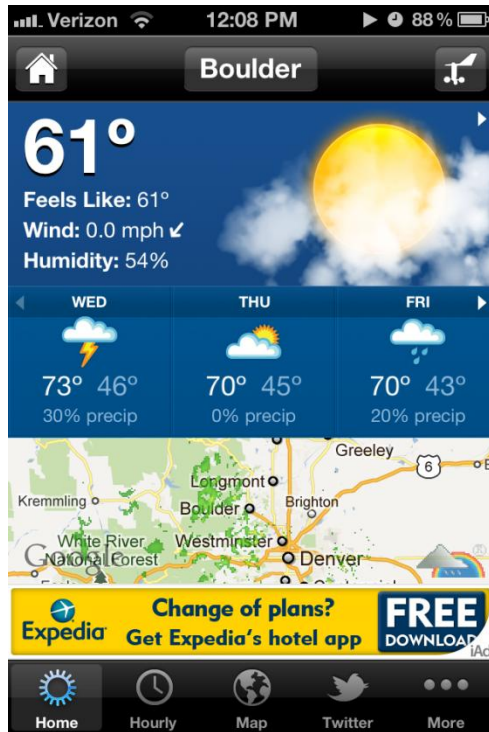 Verizon 12:08 PM 88%
Boulder
61°
Feels Like: 61°
Wind: 0.0 mph
Humidity: 54%
WED THU FRI
73° 46° 70° 45° 70° 43°
30% precip 0% precip 20% precip
Greeley
6
Longmont
Kremmling
Boulder
Brighton
White River
National Forest
Westminster
Google
Denver
Expedia
Change of plans?
Get Expedia's hotel app
FREE
DOWNLOAD
iAd
Home Hourly Map Twitter More